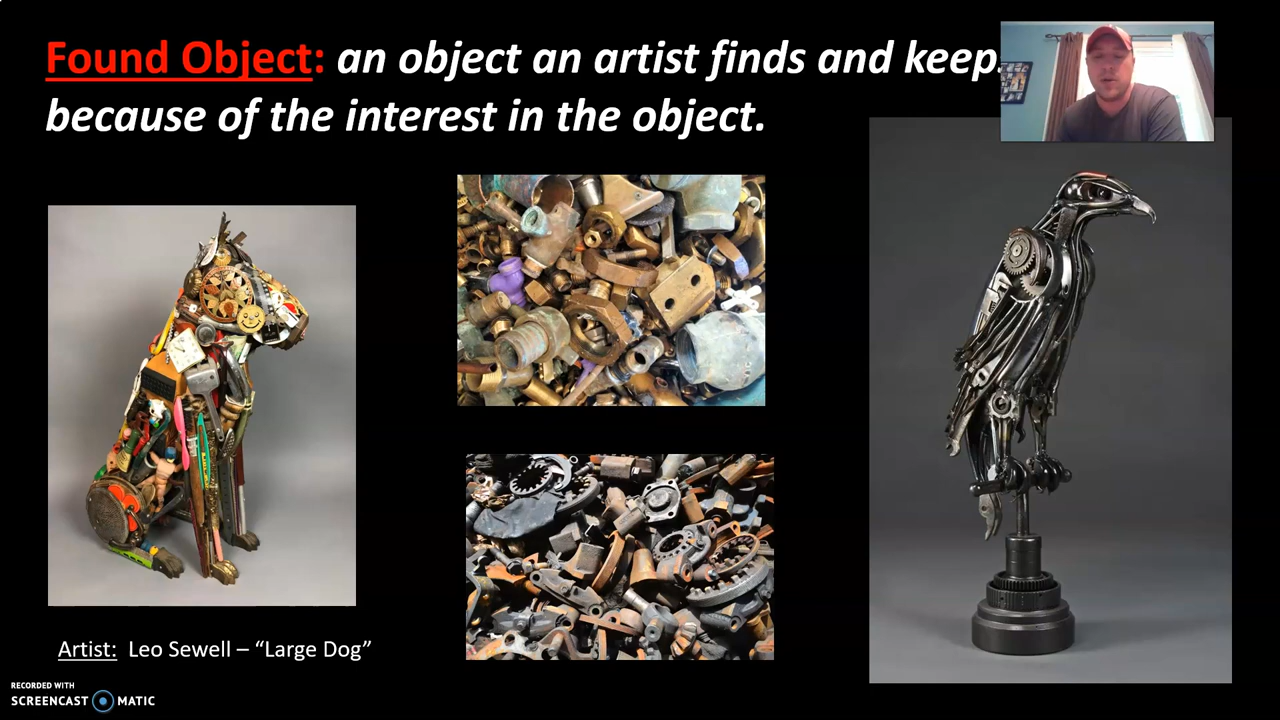 Found Object: an object an artist finds and keep
because of the interest in the object.
Artist: Leo Sewell – “Large Dog”
RECORDED WITH
SCREENCAST MATIC